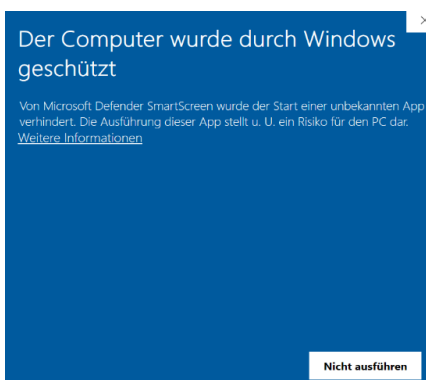 Der Computer wurde durch Windows
geschützt
Von Microsoft Defender SmartScreen wurde der Start einer unbekannten App
verhindert. Die Ausführung dieser App stellt u. U. ein Risiko für den PC dar.
Weitere Informationen
Nicht ausführen